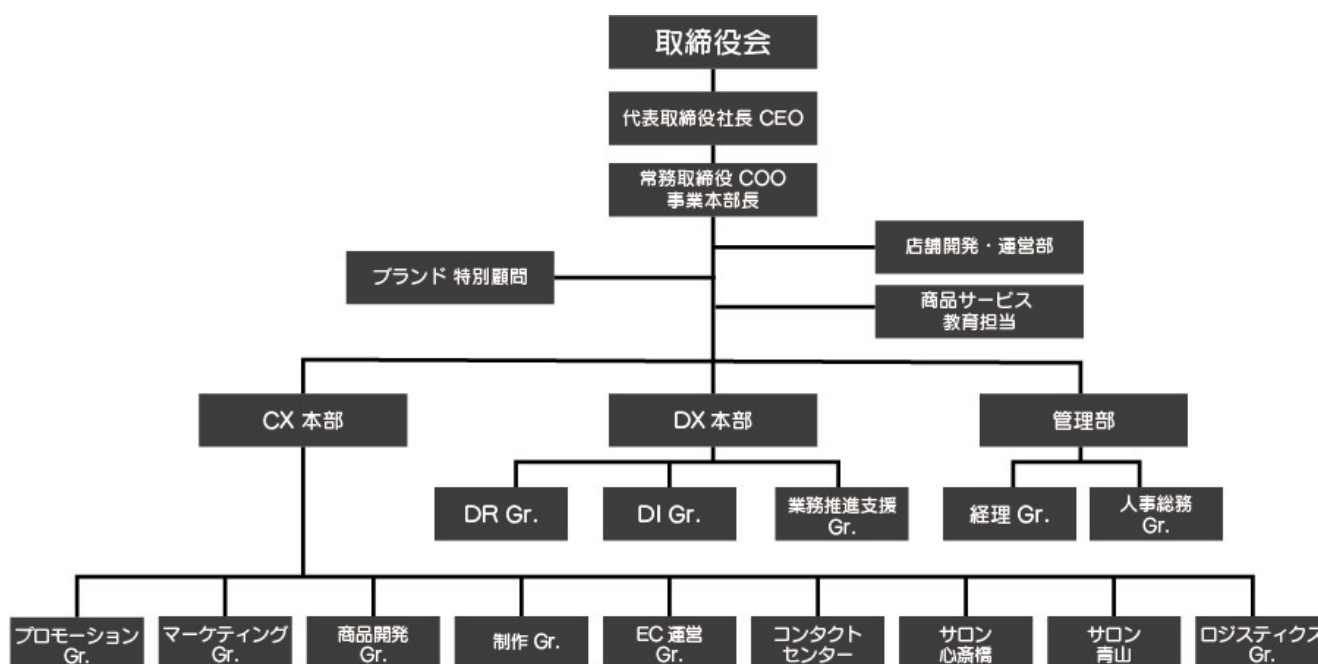 取締役会
代表取締役社長 CEO
常務取締役 COO
事業本部長
店舗開発・運営部
ブランド 特別顧問
商品サービス
教育担当
CX 本部
DX 本部
管理部
DR Gr.
DI Gr.
業務推進支援
Gr.
経理 Gr.
人事総務
Gr.
プロモーション
Gr.
マーケティング
Gr.
商品開発
Gr.
制作 Gr.
EC 運営
Gr.
コンタクト
センター
サロン
心斎橋
サロン
青山
ロジスティクス
Gr.